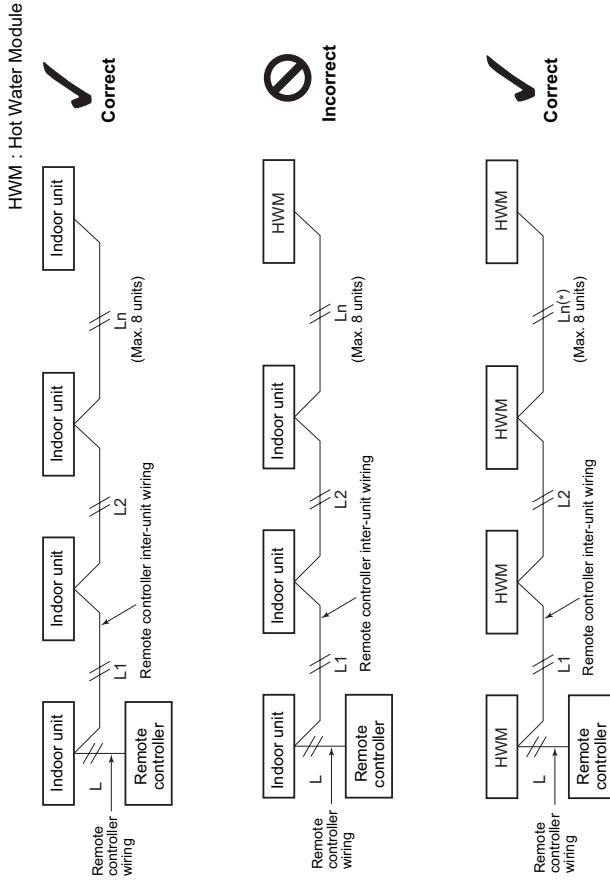 HWM : Hot Water Module
Indoor unit
Indoor unit
Indoor unit
Indoor unit
Correct
L
L1
L2
Ln
(Max. 8 units)
Remote controller inter-unit wiring
Remote
controller
wiring
Remote
controller
Indoor unit
Indoor unit
Indoor unit
HWM
Incorrect
L
L1
L2
Ln
(Max. 8 units)
Remote controller inter-unit wiring
Remote
controller
wiring
Remote
controller
HWM
HWM
HWM
HWM
Correct
L
L1
L2
Ln(*)
(Max. 8 units)
Remote controller inter-unit wiring
Remote
controller
wiring
Remote
controller